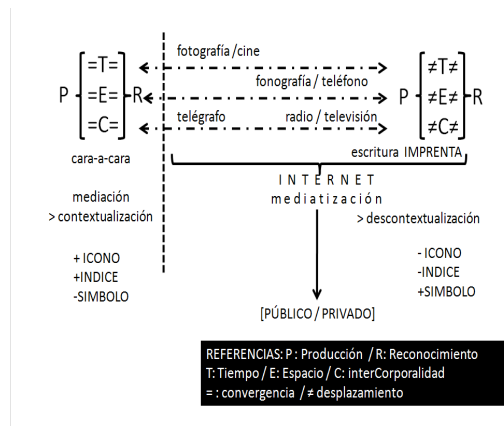 fotografía/cine
=T= ≠T≠
fonografía / teléfono
P =E= R P ≠E≠ R
telégrafo radio / televisión
=C= ≠C≠
escritura IMPRENTA
cara-a-cara
I N T E R N E T
mediatización
mediación
> contextualización > descontextualización
+ ICONO - ICONO
+INDICE -INDICE
-SIMBOLO +SIMBOLO
[PÚBLICO / PRIVADO]
REFERENCIAS: P : Producción / R: Reconocimiento
T: Tiempo / E: Espacio / C: interCorporalidad
= : convergencia / ≠ desplazamiento